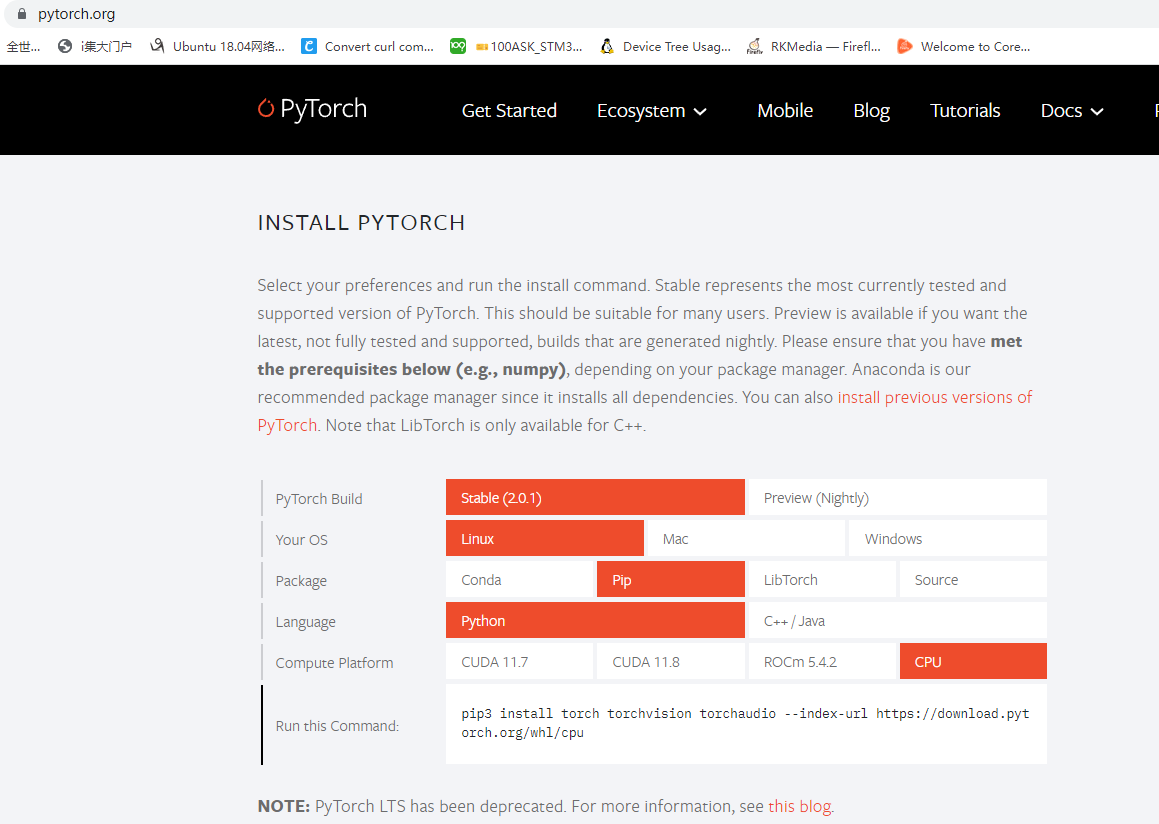 pytorch.org
全世... i集大门户 Ubuntu 18.04网络... Convert curl com... 100ASK_STM3... Device Tree Usag... RKMedia — Firefl... Welcome to Core...
PyTorch Get Started Ecosystem Mobile Blog Tutorials Docs
INSTALL PYTORCH
Select your preferences and run the install command. Stable represents the most currently tested and
supported version of PyTorch. This should be suitable for many users. Preview is available if you want the
latest, not fully tested and supported, builds that are generated nightly. Please ensure that you have met
the prerequisites below (e.g., numpy), depending on your package manager. Anaconda is our
recommended package manager since it installs all dependencies. You can also install previous versions of
PyTorch. Note that LibTorch is only available for C++.
PyTorch Build Stable (2.0.1) Preview (Nightly)
Your OS Linux Mac Windows
Package Conda Pip LibTorch Source
Language Python C++ / Java
Compute Platform CUDA 11.7 CUDA 11.8 ROCm 5.4.2 CPU
Run this Command: pip3 install torch torchvision torchaudio --index-url https://download.pyt
orch.org/whl/cpu
NOTE: PyTorch LTS has been deprecated. For more information, see this blog.